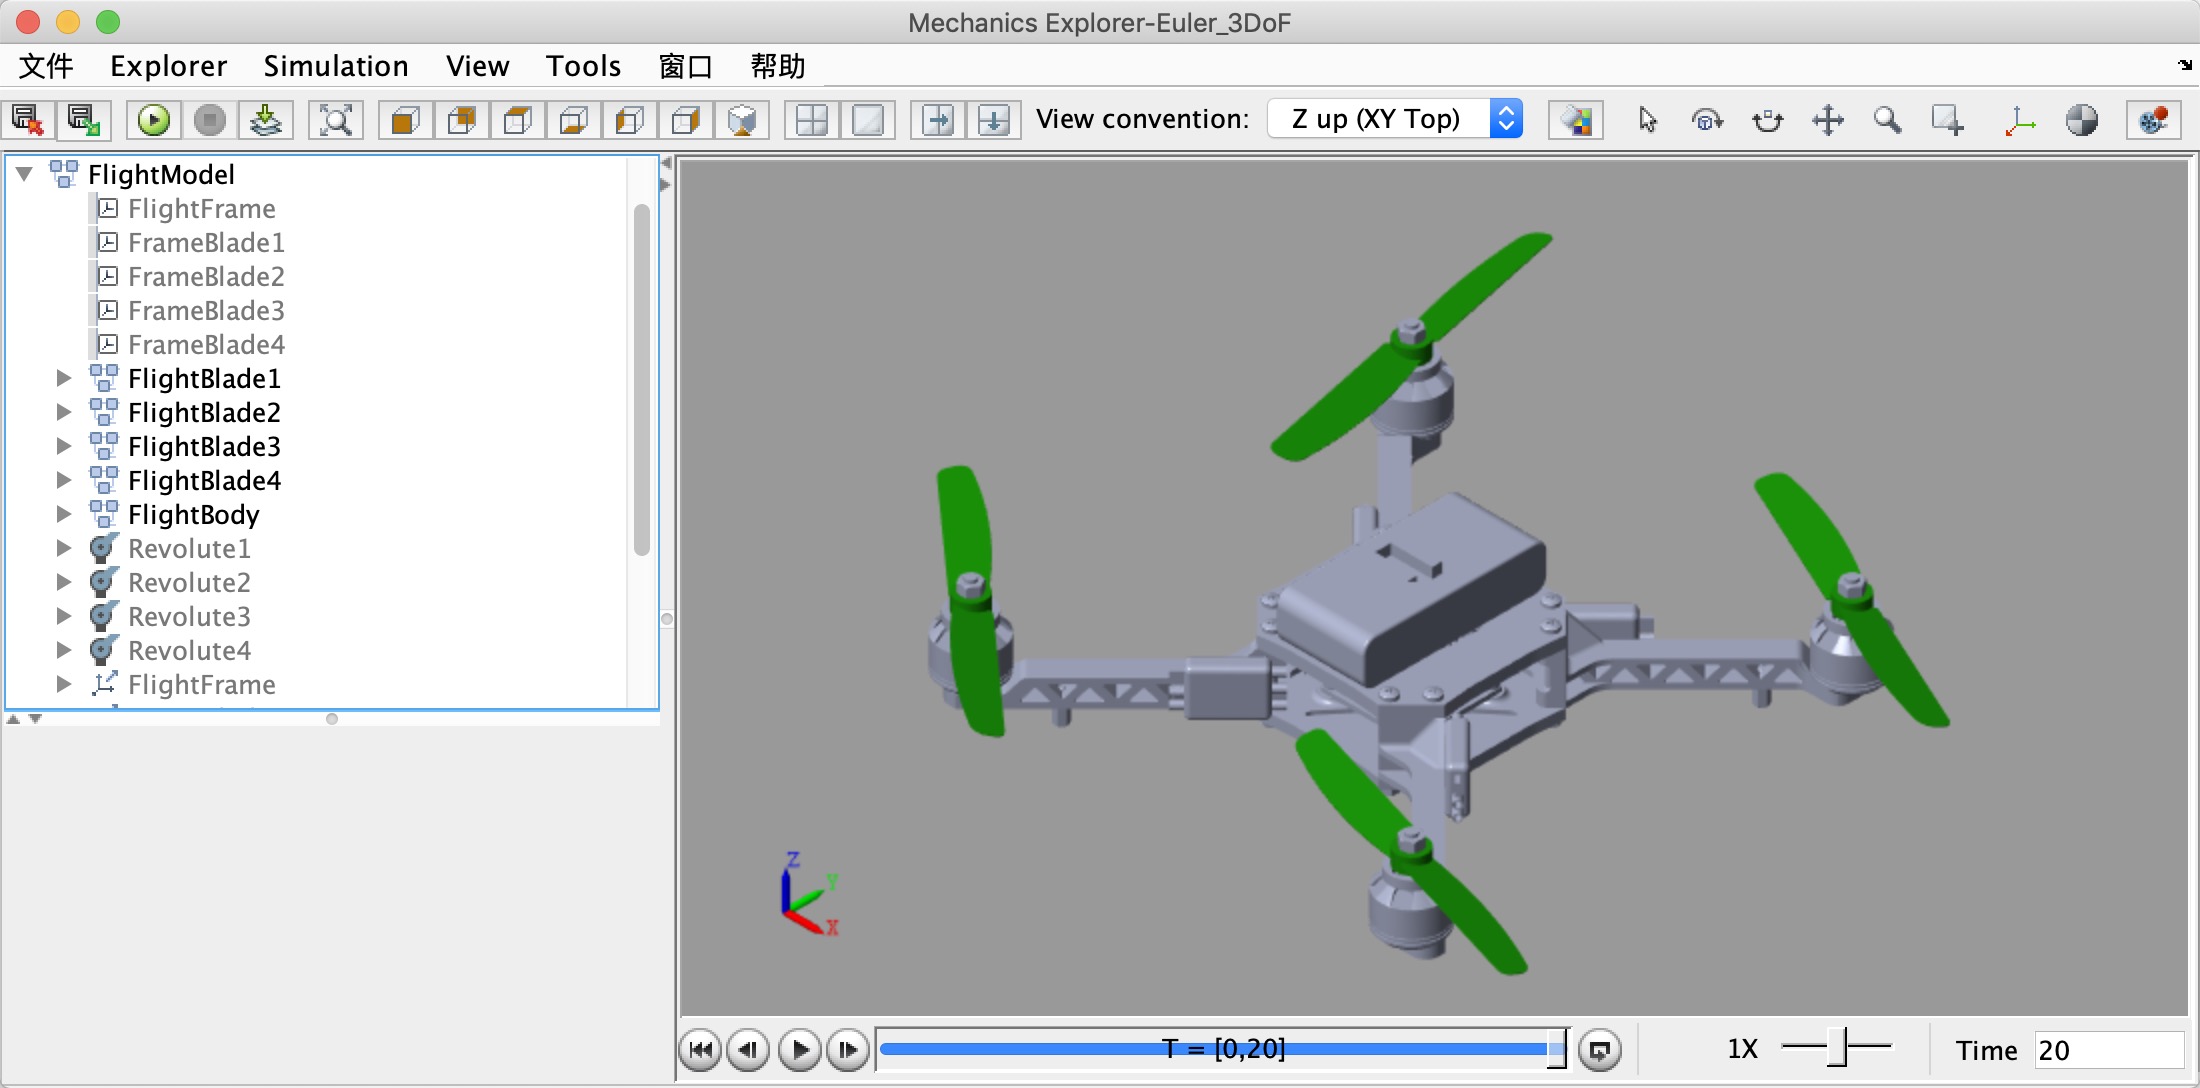 Mechanics Explorer-Euler_3DoF
文件 Explorer Simulation View Tools 窗口 帮助
View convention: Z up (XY Top)
FlightModel
FlightFrame
FrameBlade1
FrameBlade2
FrameBlade3
FrameBlade4
FlightBlade1
FlightBlade2
FlightBlade3
FlightBlade4
FlightBody
Revolute1
Revolute2
Revolute3
Revolute4
FlightFrame
Z
Y
X
T = [0,20] 1X Time 20